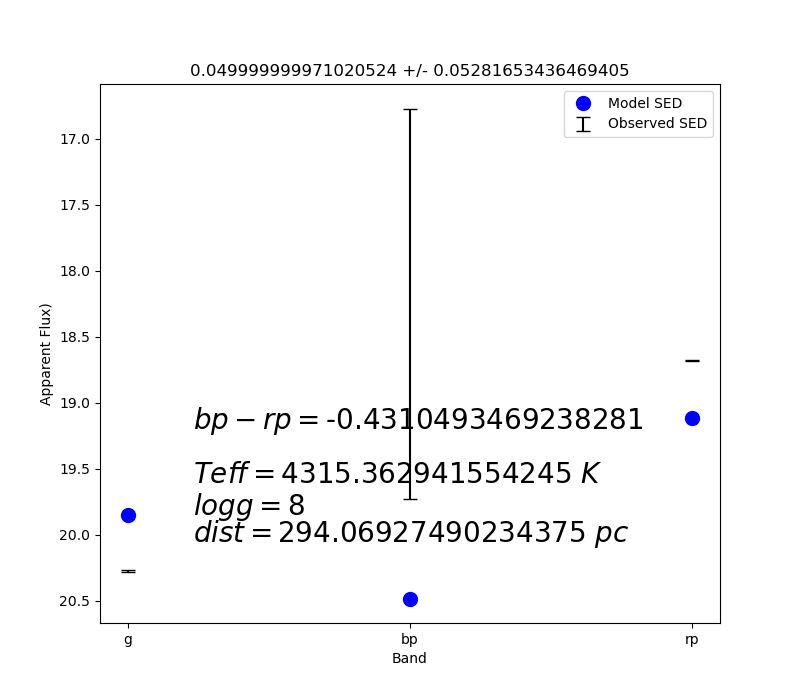 0.049999999971020524 +/- 0.05281653436469405
Model SED
Observed SED
17.0
17.5
18.0
18.5
19.0
19.5
20.0
20.5
Apparent Flux)
bp − rp = -0.4310493469238281
Teff = 4315.362941554245 K
logg = 8
dist = 294.06927490234375 pc
g
bp
rp
Band